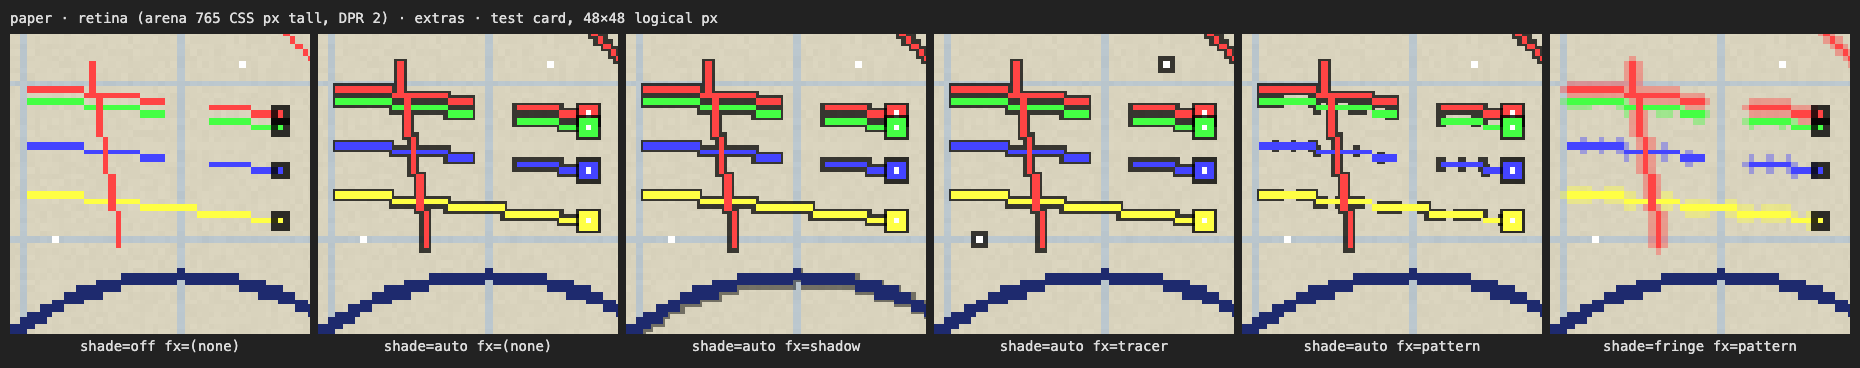 paper · retina (arena 765 CSS px tall, DPR 2) · extras · test card, 48×48 logical px
shade=off fx=(none)
shade=auto fx=(none)
shade=auto fx=shadow
shade=auto fx=tracer
shade=auto fx=pattern
shade=fringe fx=pattern